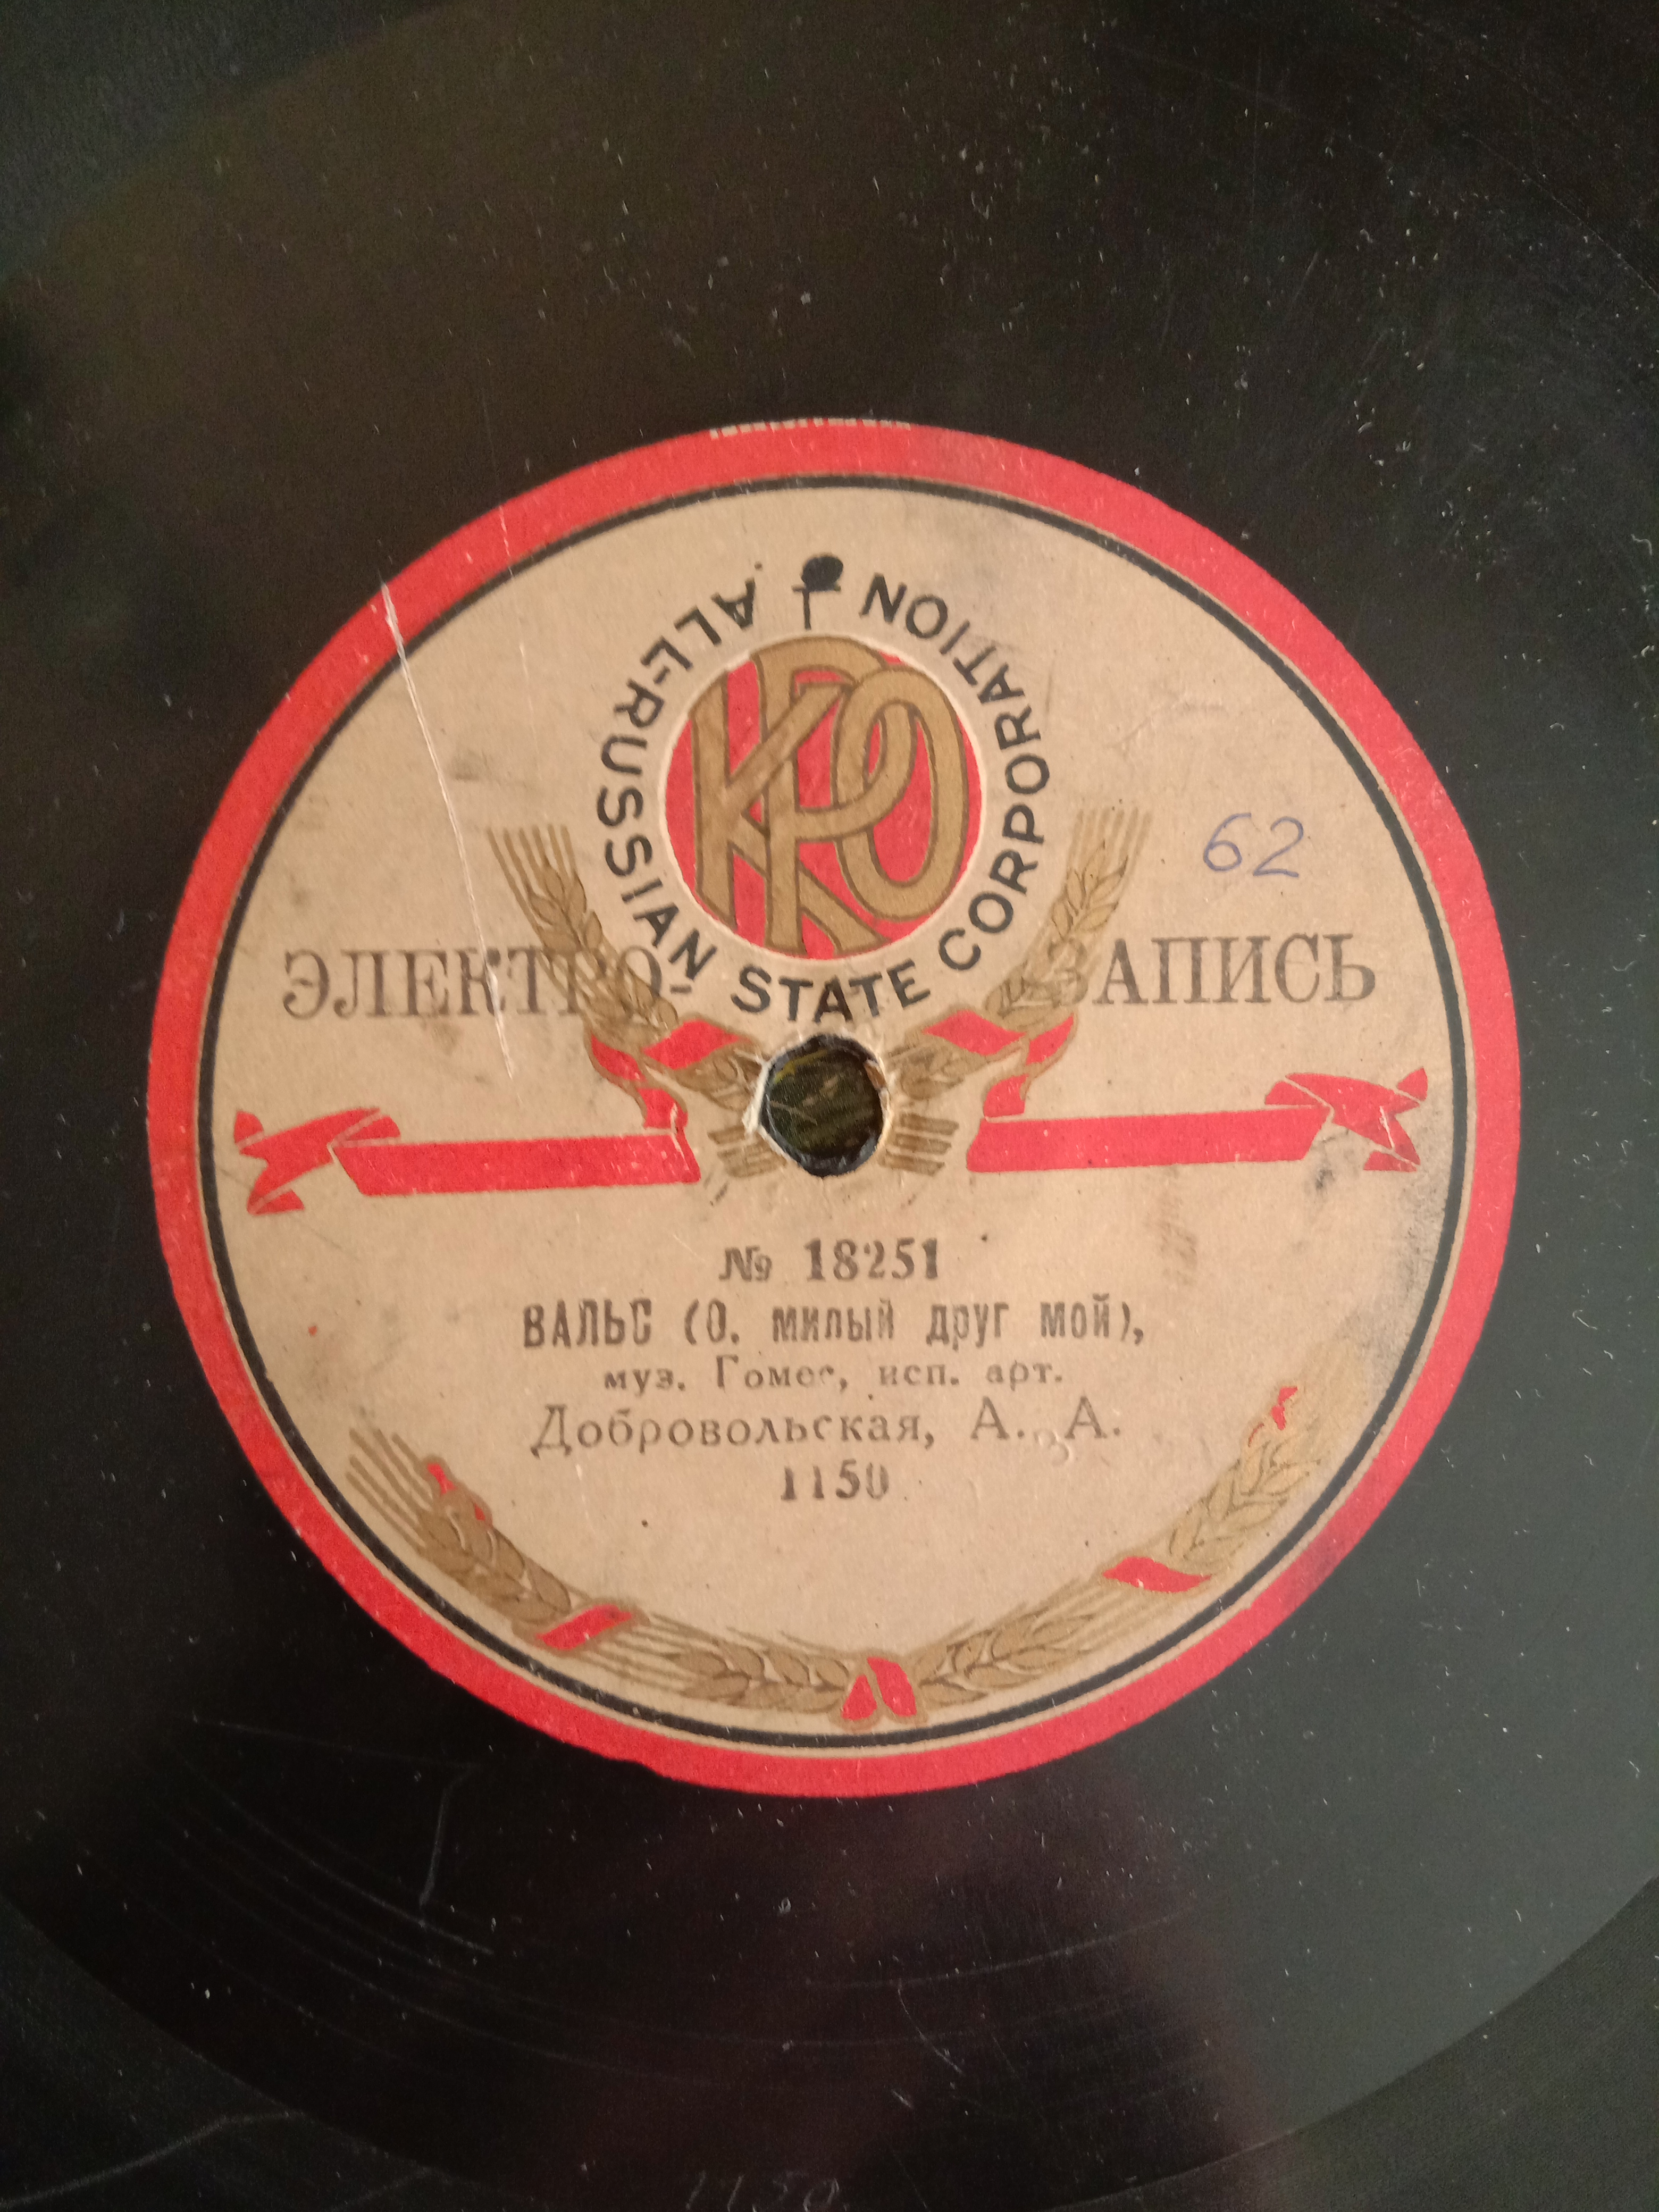 ALL-RUSSIAN STATE CORPORATION
КРО
62
ЭЛЕКТРО- ЗАПИСЬ
№ 18251
ВАЛЬС (О. милый друг мой),
муз. Гомес, исп. арт.
Добровольская, А. А.
1150
1150